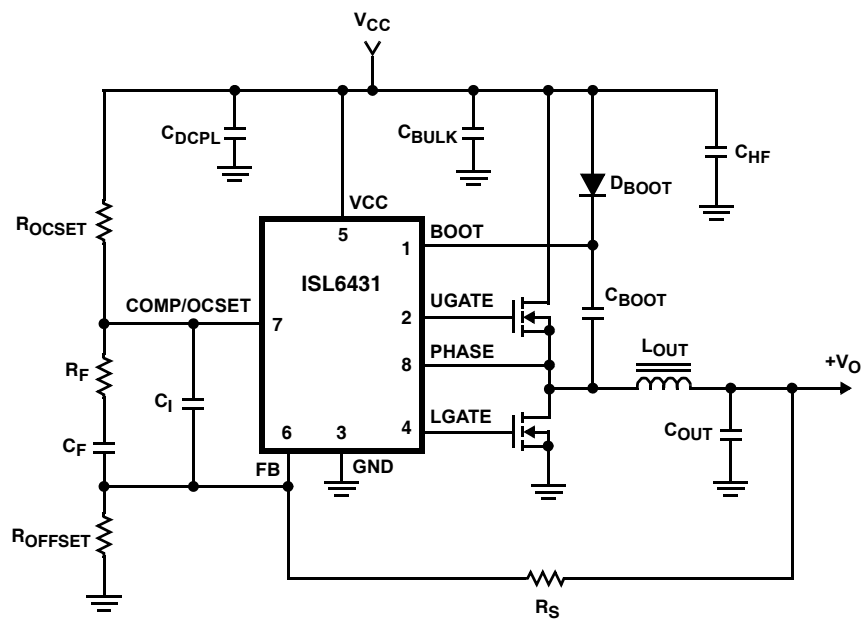 VCC
CDCPL
CBULK
CHF
DBOOT
ROCSET
VCC
5
1
BOOT
ISL6431
CBOOT
COMP/OCSET
7
2
UGATE
RF
CI
8
PHASE
LOUT
+VO
CF
6
3
4
LGATE
COUT
FB
GND
ROFFSET
RS